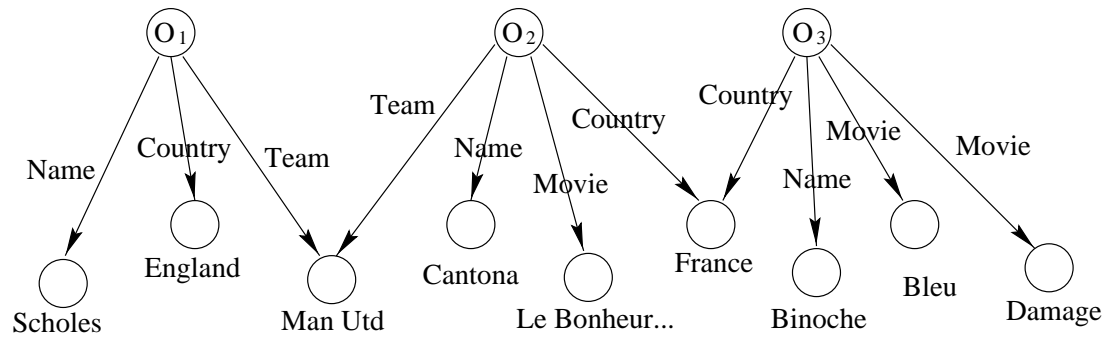 O1 O2 O3
Team Country
Country Movie Movie
Name Country Team Name Movie Name
England Cantona France Bleu
Scholes Man Utd Le Bonheur... Binoche Damage